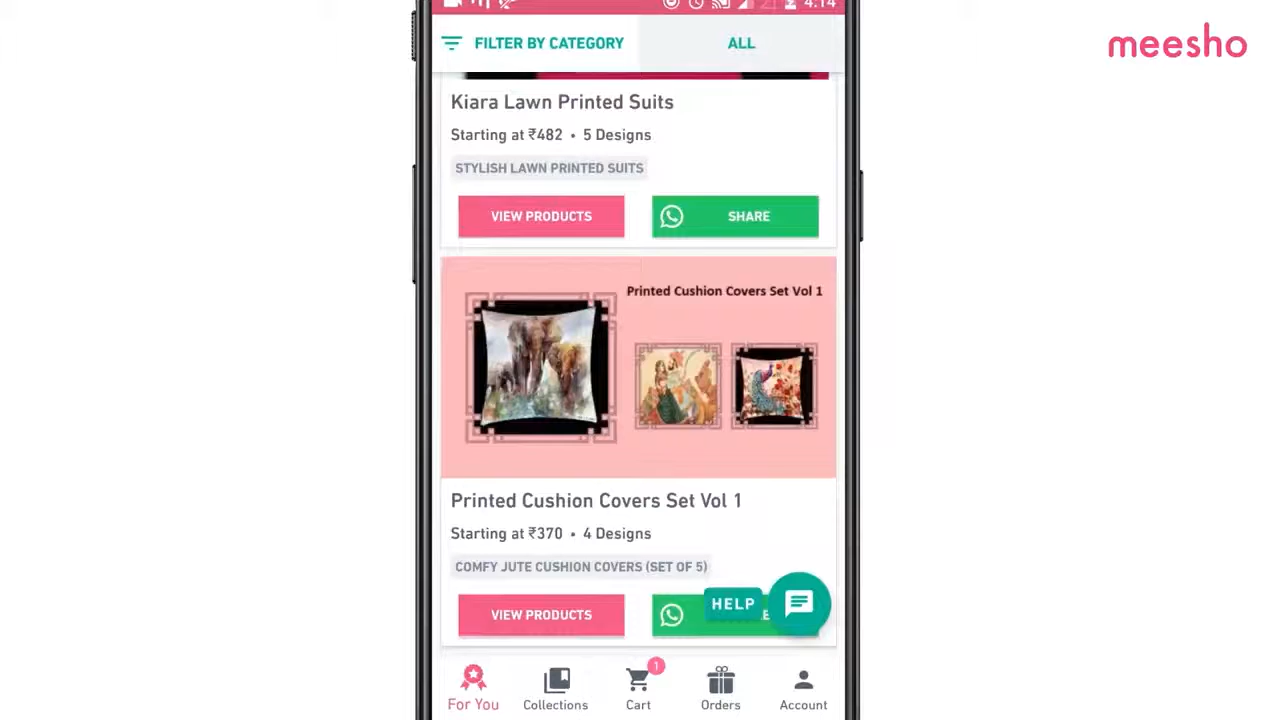 4:14
meesho
FILTER BY CATEGORY
ALL
Kiara Lawn Printed Suits
Starting at ₹482 • 5 Designs
STYLISH LAWN PRINTED SUITS
VIEW PRODUCTS
SHARE
Printed Cushion Covers Set Vol 1
Printed Cushion Covers Set Vol 1
Starting at ₹370 • 4 Designs
COMFY JUTE CUSHION COVERS (SET OF 5)
VIEW PRODUCTS
HELP
E
1
For You
Collections
Cart
Orders
Account